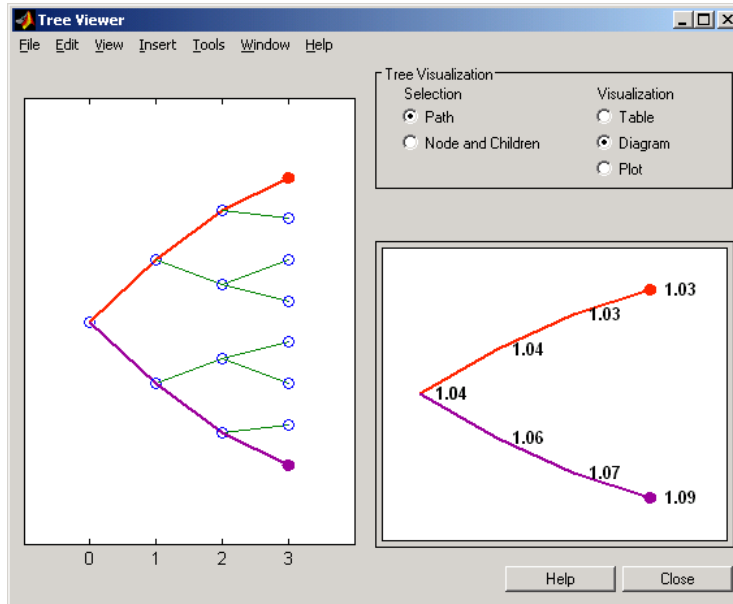 Tree Viewer
File Edit View Insert Tools Window Help
Tree Visualization
Selection Visualization
Path Table
Node and Children Diagram
Plot
1.03
1.03
1.04
1.04
1.06
1.07
1.09
0 1 2 3
Help Close